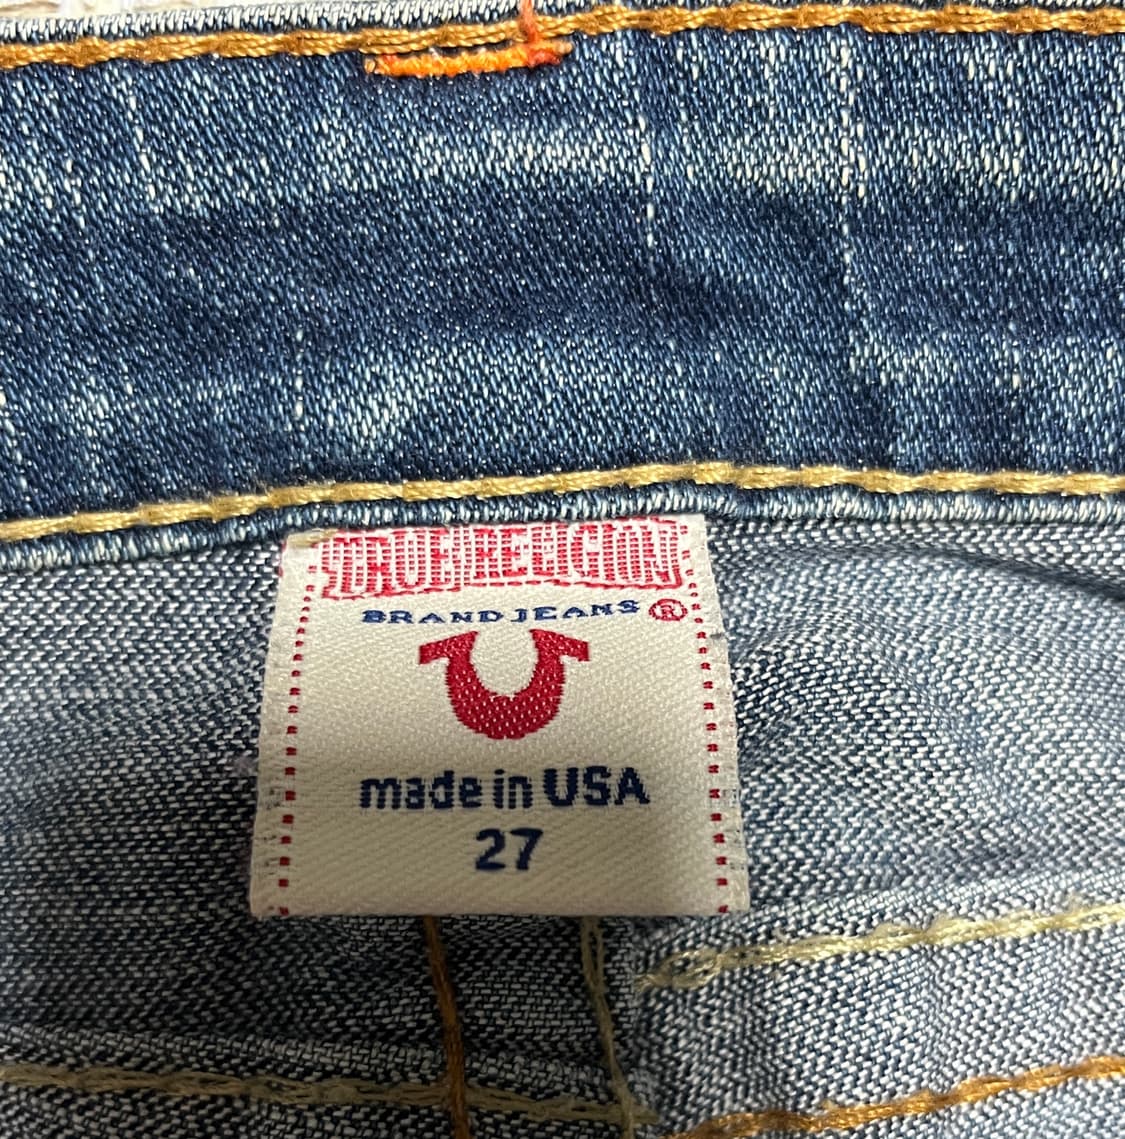 TRUE RELIGION
BRAND JEANS ®
made in USA
27